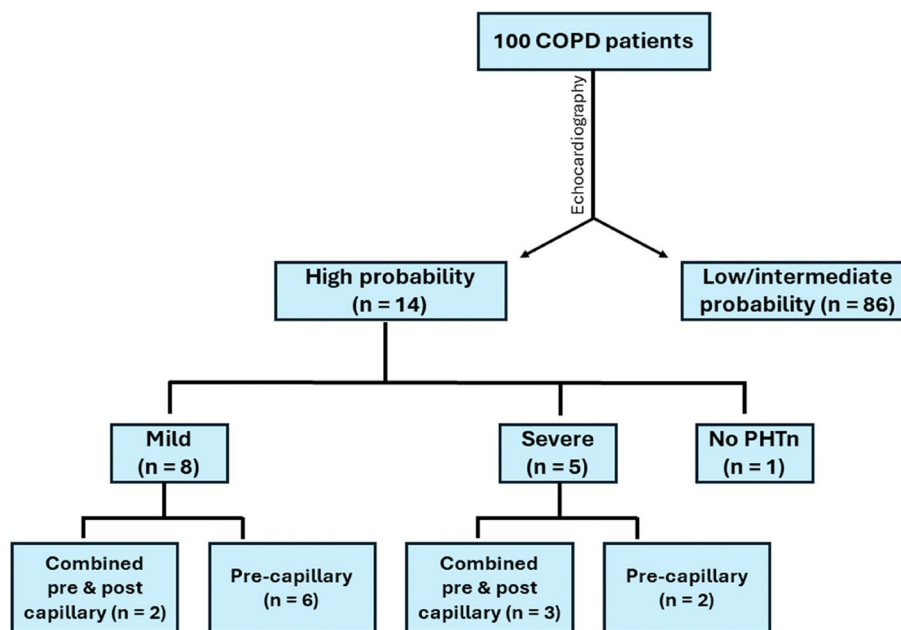 100 COPD patients
Echocardiography
High probability
(n = 14)
Low/intermediate
probability (n = 86)
Mild
(n = 8)
Severe
(n = 5)
No PHTn
(n = 1)
Combined
pre & post
capillary (n = 2)
Pre-capillary
(n = 6)
Combined
pre & post
capillary (n = 3)
Pre-capillary
(n = 2)